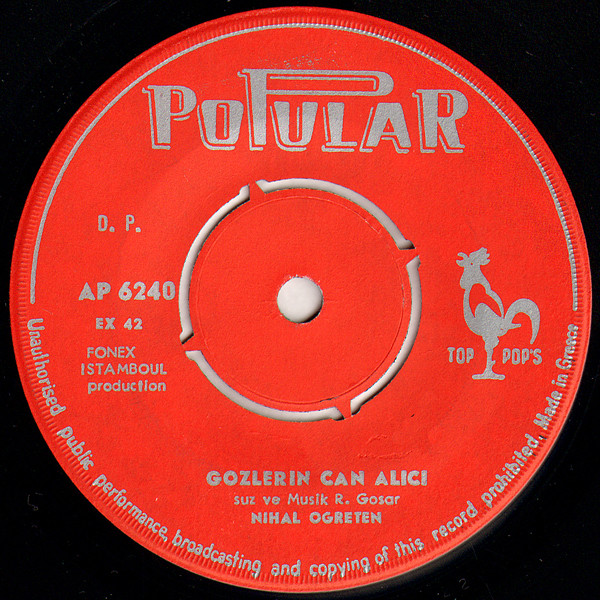 POPULAR
D. P.
AP 6240
EX 42
FONEX
ISTAMBOUL
production
TOP POP'S
GOZLERIN CAN ALICI
suz ve Musik R. Gosar
NIHAL OGRETEN
Unauthorised public performance, broadcasting and copying of this record prohibited. Made in Greece